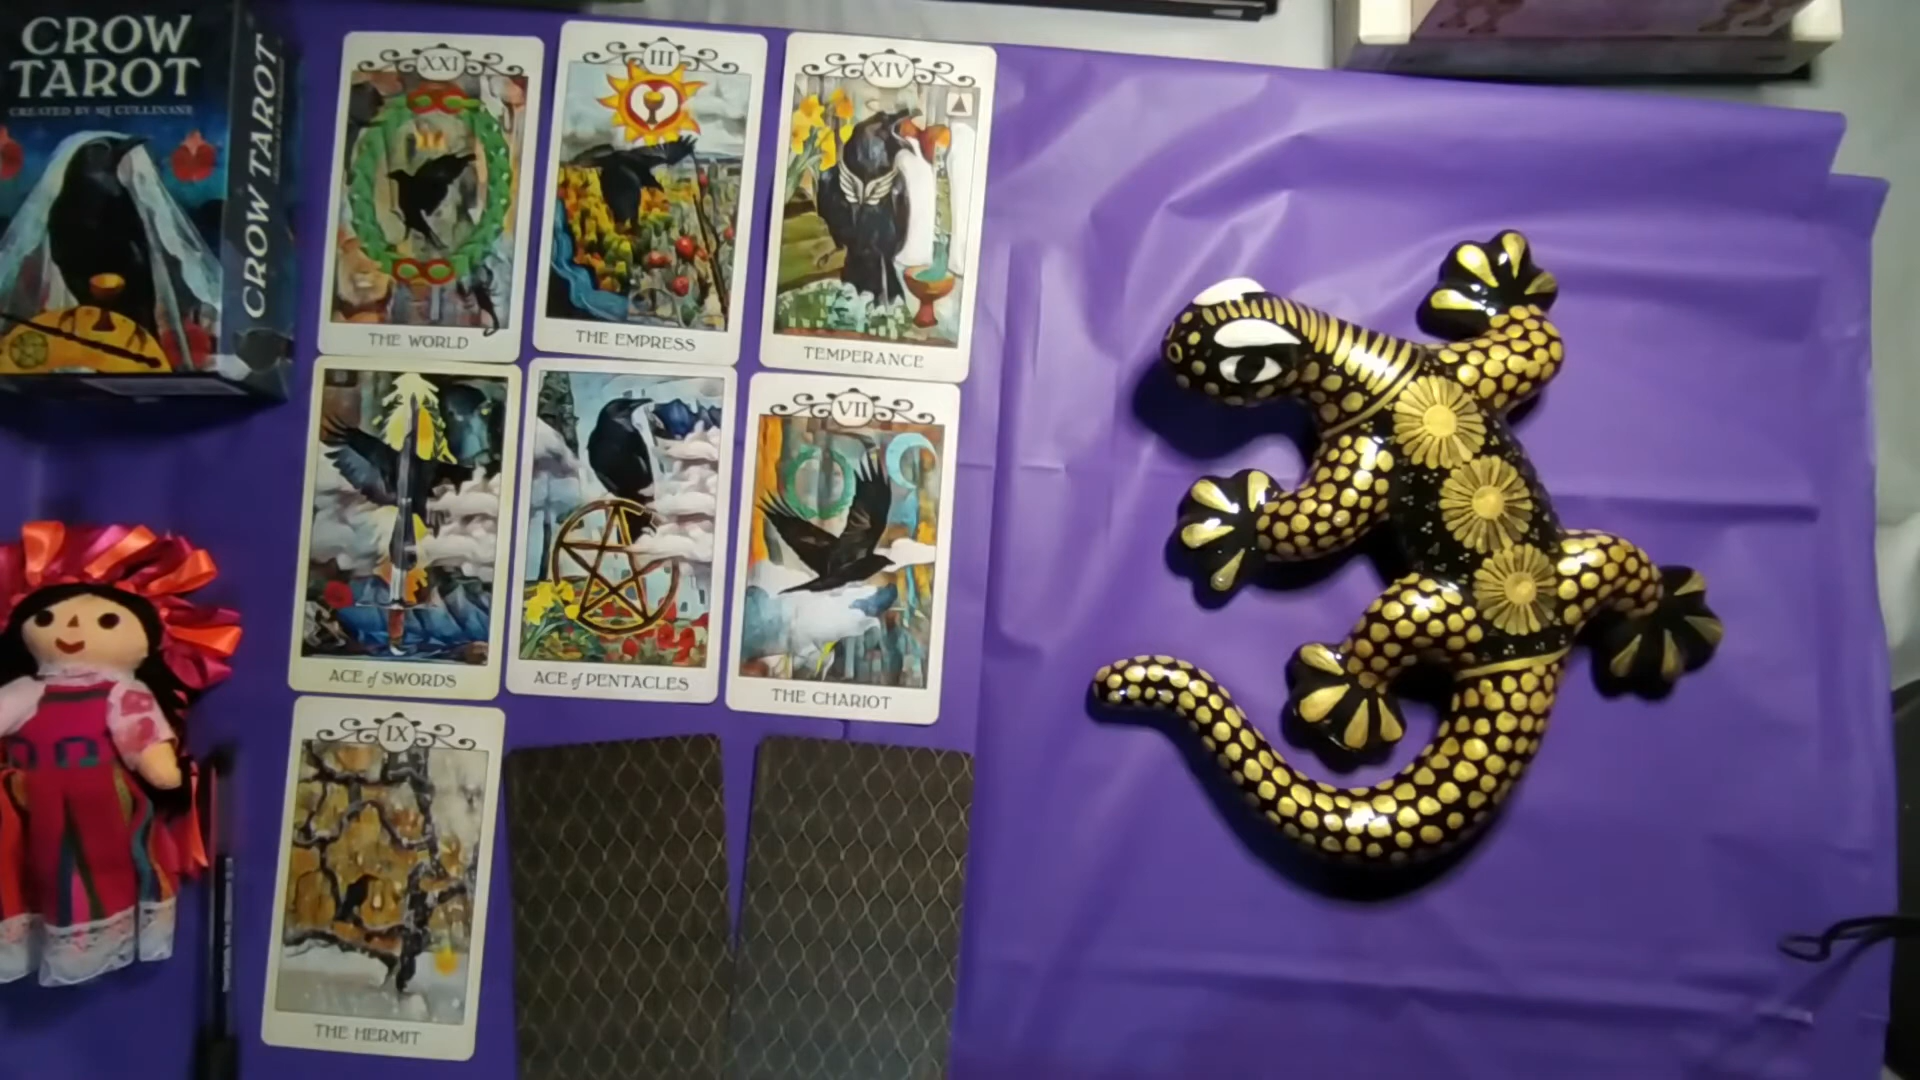 CROW
TAROT
CREATED BY MJ CULLINANE
CROW TAROT
XXI
THE WORLD
III
THE EMPRESS
XIV
TEMPERANCE
ACE of SWORDS
ACE of PENTACLES
VII
THE CHARIOT
IX
THE HERMIT